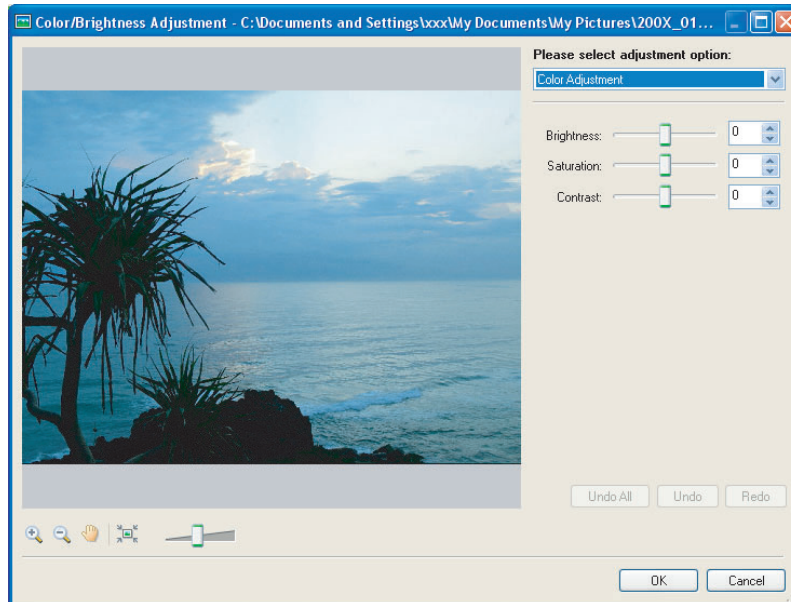 Color/Brightness Adjustment - C:\Documents and Settings\xxx\My Documents\My Pictures\200X_01...
Please select adjustment option:
Color Adjustment
Brightness: 0
Saturation: 0
Contrast: 0
Undo All Undo Redo
OK Cancel